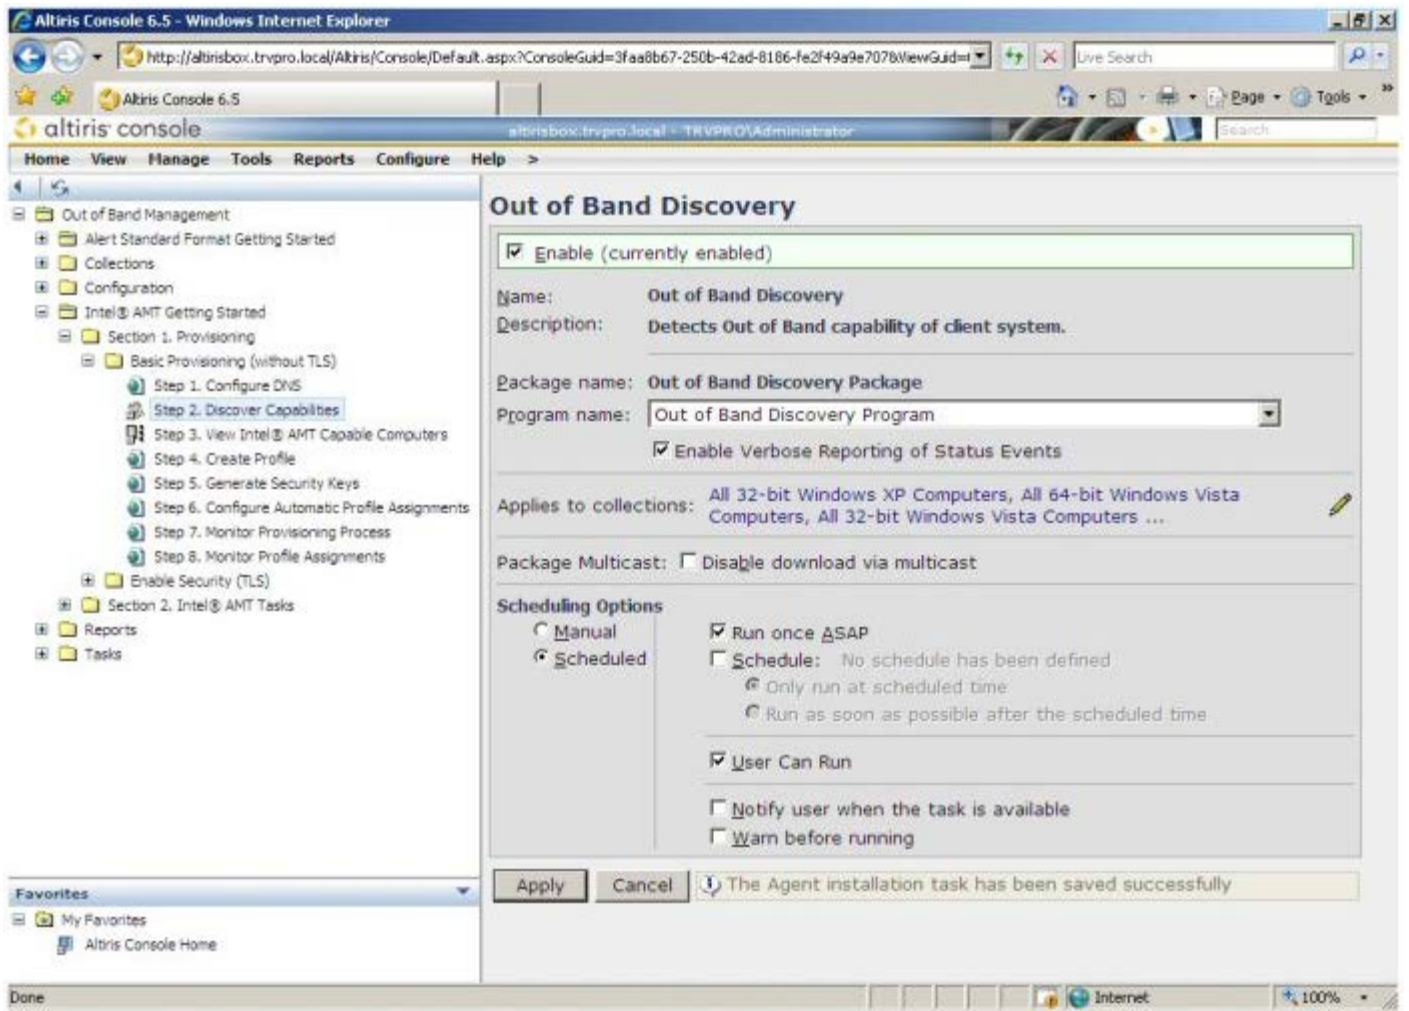 Altiris Console 6.5 - Windows Internet Explorer
http://altirisbox.trvpro.local/Altiris/Console/Default.aspx?ConsoleGuid=3faa8b67-250b-42ad-8186-fe2f49a9e707&ViewGuid=
Live Search
Altiris Console 6.5
Page
Tools
»
altiris console
altirisbox.trvpro.local - TRVPRO\Administrator
Search
Home View Manage Tools Reports Configure Help >
Out of Band Management
Alert Standard Format Getting Started
Collections
Configuration
Intel® AMT Getting Started
Section 1. Provisioning
Basic Provisioning (without TLS)
Step 1. Configure DNS
Step 2. Discover Capabilities
Step 3. View Intel® AMT Capable Computers
Step 4. Create Profile
Step 5. Generate Security Keys
Step 6. Configure Automatic Profile Assignments
Step 7. Monitor Provisioning Process
Step 8. Monitor Profile Assignments
Enable Security (TLS)
Section 2. Intel® AMT Tasks
Reports
Tasks
Favorites
My Favorites
Altiris Console Home
Out of Band Discovery
Enable (currently enabled)
Name: Out of Band Discovery
Description: Detects Out of Band capability of client system.
Package name: Out of Band Discovery Package
Program name: Out of Band Discovery Program
Enable Verbose Reporting of Status Events
Applies to collections: All 32-bit Windows XP Computers, All 64-bit Windows Vista
Computers, All 32-bit Windows Vista Computers ...
Package Multicast: Disable download via multicast
Scheduling Options
Manual
Scheduled
Run once ASAP
Schedule: No schedule has been defined
Only run at scheduled time
Run as soon as possible after the scheduled time
User Can Run
Notify user when the task is available
Warn before running
Apply Cancel The Agent installation task has been saved successfully
Done
Internet
100%